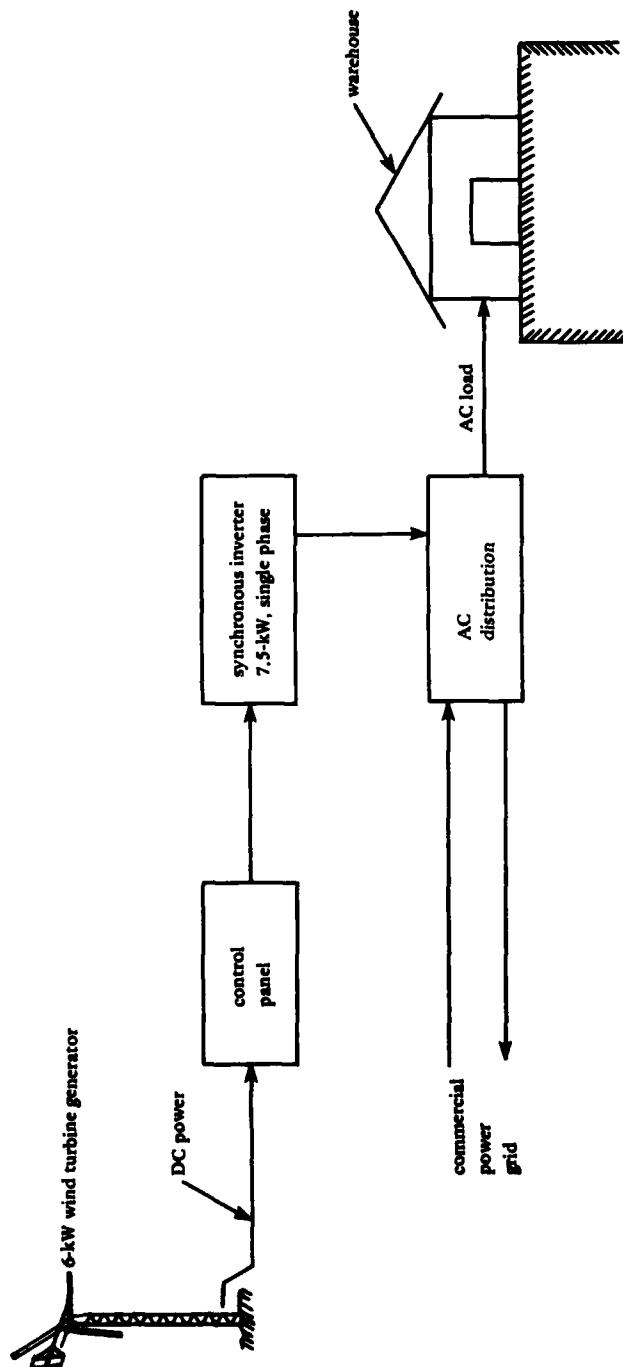 6-kW wind turbine generator
DC power
control
panel
synchronous inverter
7.5-kW, single phase
commercial
power
grid
AC
distribution
AC load
warehouse